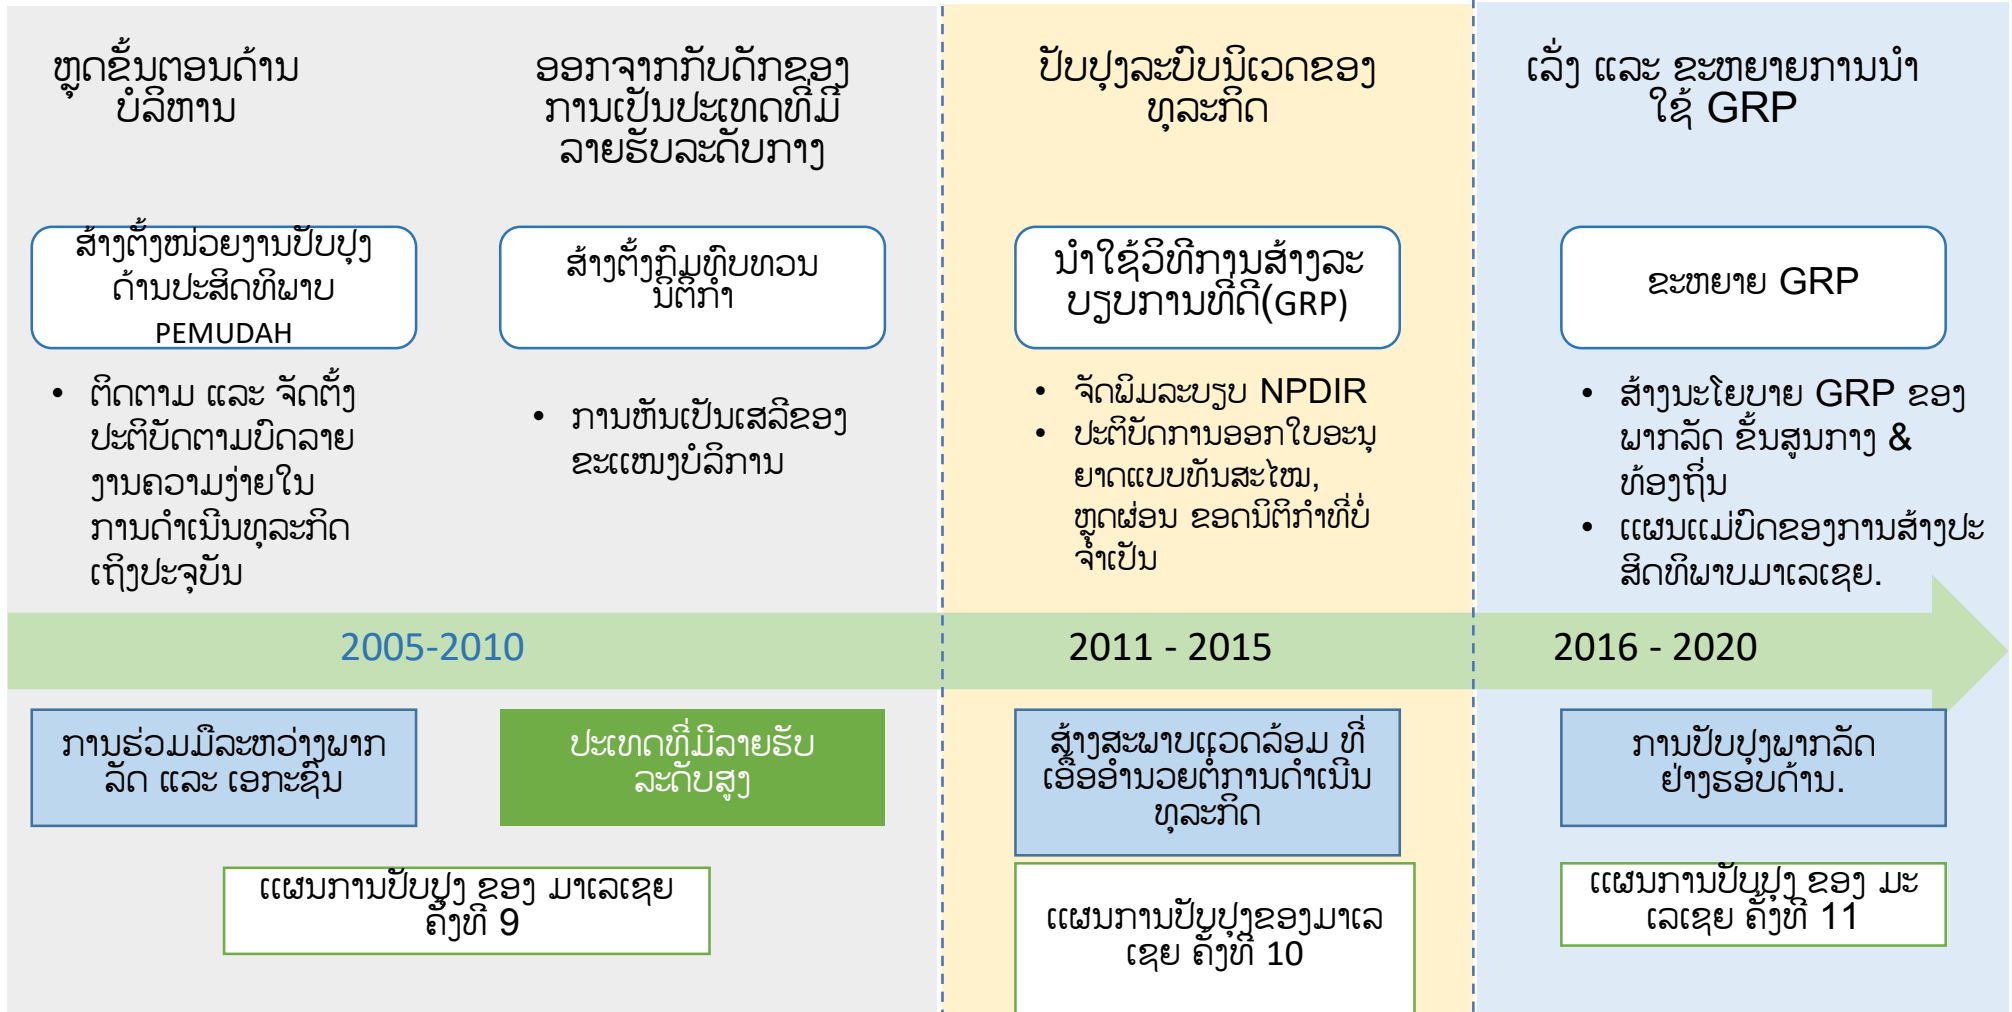 ຫຼຸດຂັ້ນຕອນດ້ານ
ບໍລິຫານ
ອອກຈາກກັບດັກຂອງ
ການເປັນປະເທດທີ່ມີ
ລາຍຮັບລະດັບກາງ
ປັບປຸງລະບົບນິເວດຂອງ
ທຸລະກິດ
ເລັ່ງ ແລະ ຂະຫຍາຍການນໍາ
ໃຊ້ GRP
ສ້າງຕັ້ງໜ່ວຍງານປັບປຸງ
ດ້ານປະສິດທິພາບ
PEMUDAH
ສ້າງຕັ້ງກົມທົບທວນ
ນິຕິກໍາ
ນໍາໃຊ້ວິທີການສ້າງລະ
ບຽບການທີ່ດີ(GRP)
ຂະຫຍາຍ GRP
• ຕິດຕາມ ແລະ ຈັດຕັ້ງ
ປະຕິບັດຕາມບົດລາຍ
ງານຄວາມງ່າຍໃນ
ການດໍາເນີນທຸລະກິດ
ເຖິງປະຈຸບັນ
• ການຫັນເປັນເສລີຂອງ
ຂະແໜງບໍລິການ
• ຈັດພິມລະບຽບ NPDIR
• ປະຕິບັດການອອກໃບອະນຸ
ຍາດແບບທັນສະໄໝ,
ຫຼຸດຜ່ອນ ຂອດນິຕິກໍາທີ່ບໍ່
ຈໍາເປັນ
• ສ້າງນະໂຍບາຍ GRP ຂອງ
ພາກລັດ ຂັ້ນສູນກາງ &
ທ້ອງຖິ່ນ
• ແຜນແມ່ບົດຂອງການສ້າງປະ
ສິດທິພາບມາເລເຊຍ.
2005-2010
2011 - 2015
2016 - 2020
ການຮ່ວມມືລະຫວ່າງພາກ
ລັດ ແລະ ເອກະຊົນ
ປະເທດທີ່ມີລາຍຮັບ
ລະດັບສູງ
ສ້າງສະພາບແວດລ້ອມ ທີ່
ເອື້ອອໍານວຍຕໍ່ການດໍາເນີນ
ທຸລະກິດ
ການປັບປຸງພາກລັດ
ຢ່າງຮອບດ້ານ.
ແຜນການປັບປຸງ ຂອງ ມາເລເຊຍ
ຄັ້ງທີ 9
ແຜນການປັບປຸງຂອງມາເລ
ເຊຍ ຄັ້ງທີ 10
ແຜນການປັບປຸງ ຂອງ ມະ
ເລເຊຍ ຄັ້ງທີ 11